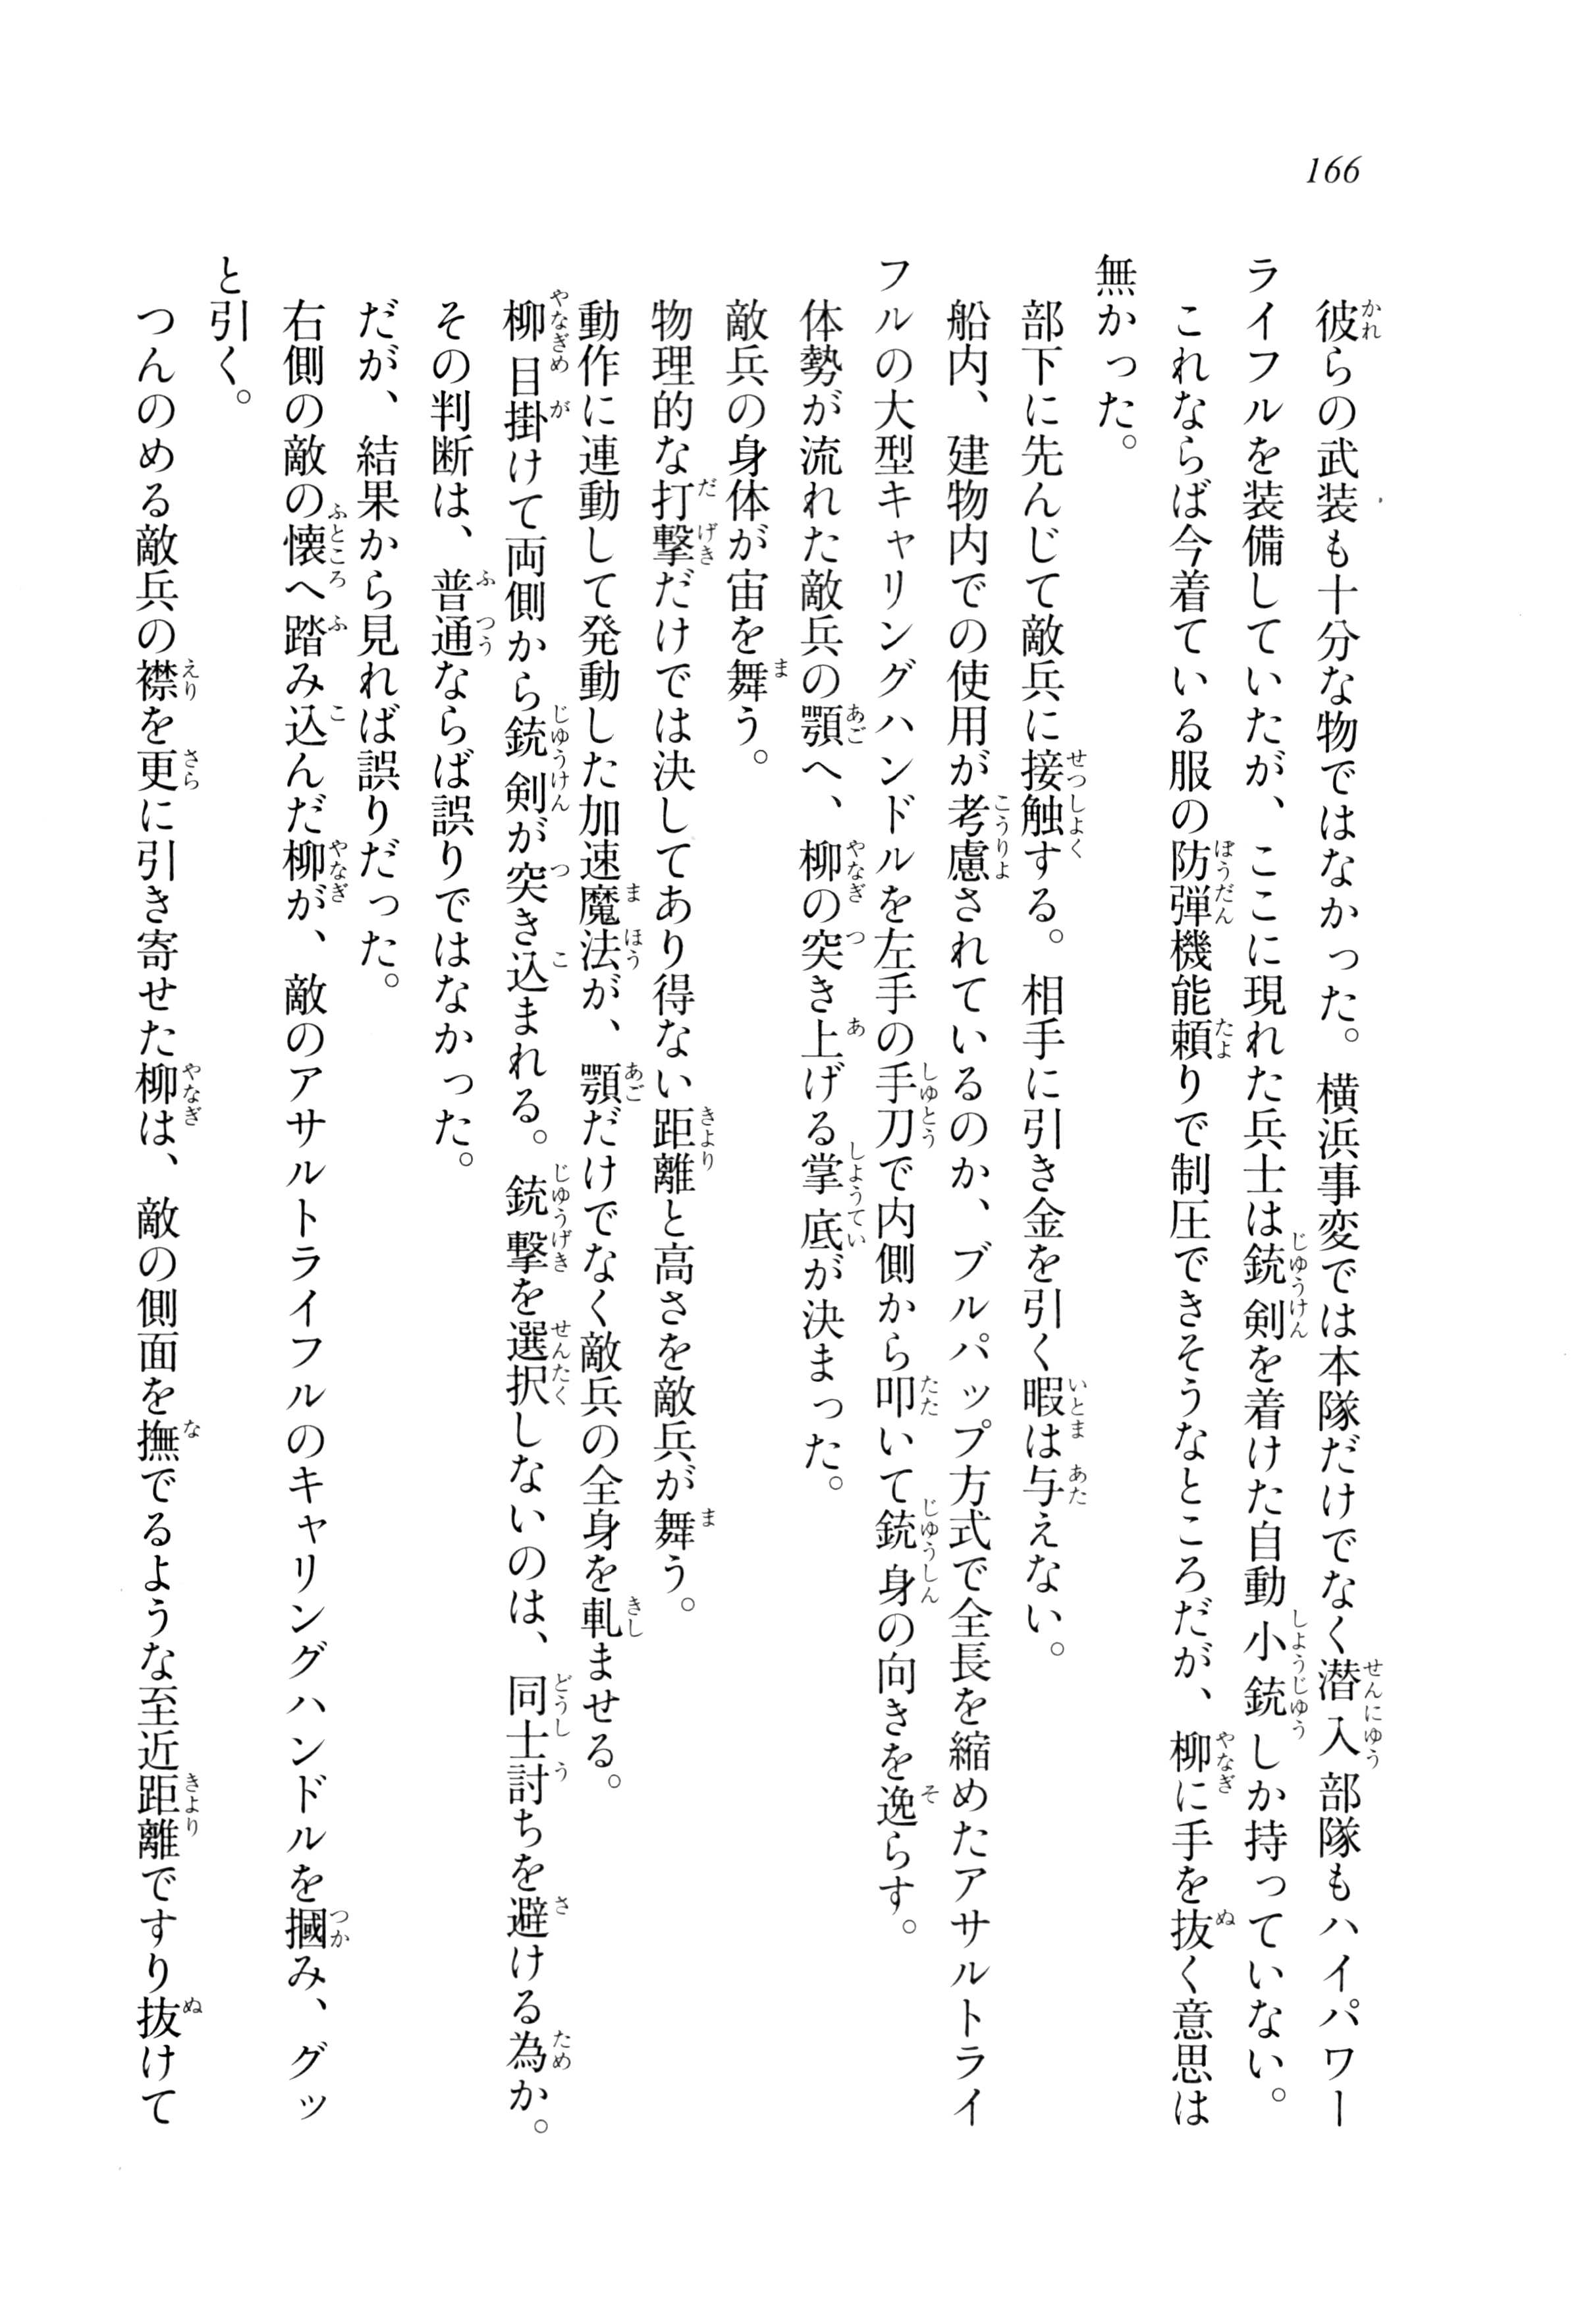 166
彼らの武装も十分な物ではなかった。横浜事変では本隊だけでなく潜入部隊もハイパワー
ライフルを装備していたが、ここに現れた兵士は銃剣を着けた自動小銃しか持っていない。
これならば今着ている服の防弾機能頼りで制圧できそうなところだが、柳に手を抜く意思は
無かった。
部下に先んじて敵兵に接触する。相手に引き金を引く暇は与えない。
船内、建物内での使用が考慮されているのか、ブルパップ方式で全長を縮めたアサルトライ
フルの大型キャリングハンドルを左手の手刀で内側から叩いて銃身の向きを逸らす。
体勢が流れた敵兵の顎へ、柳の突き上げる掌底が決まった。
敵兵の身体が宙を舞う。
物理的な打撃だけでは決してあり得ない距離と高さを敵兵が舞う。
動作に連動して発動した加速魔法が、顎だけでなく敵兵の全身を軋ませる。
柳目掛けて両側から銃剣が突き込まれる。銃撃を選択しないのは、同士討ちを避ける為か。
その判断は、普通ならば誤りではなかった。
だが、結果から見れば誤りだった。
右側の敵の懐へ踏み込んだ柳が、敵のアサルトライフルのキャリングハンドルを摑み、グッ
と引く。
つんのめる敵兵の襟を更に引き寄せた柳は、敵の側面を撫でるような至近距離ですり抜けて